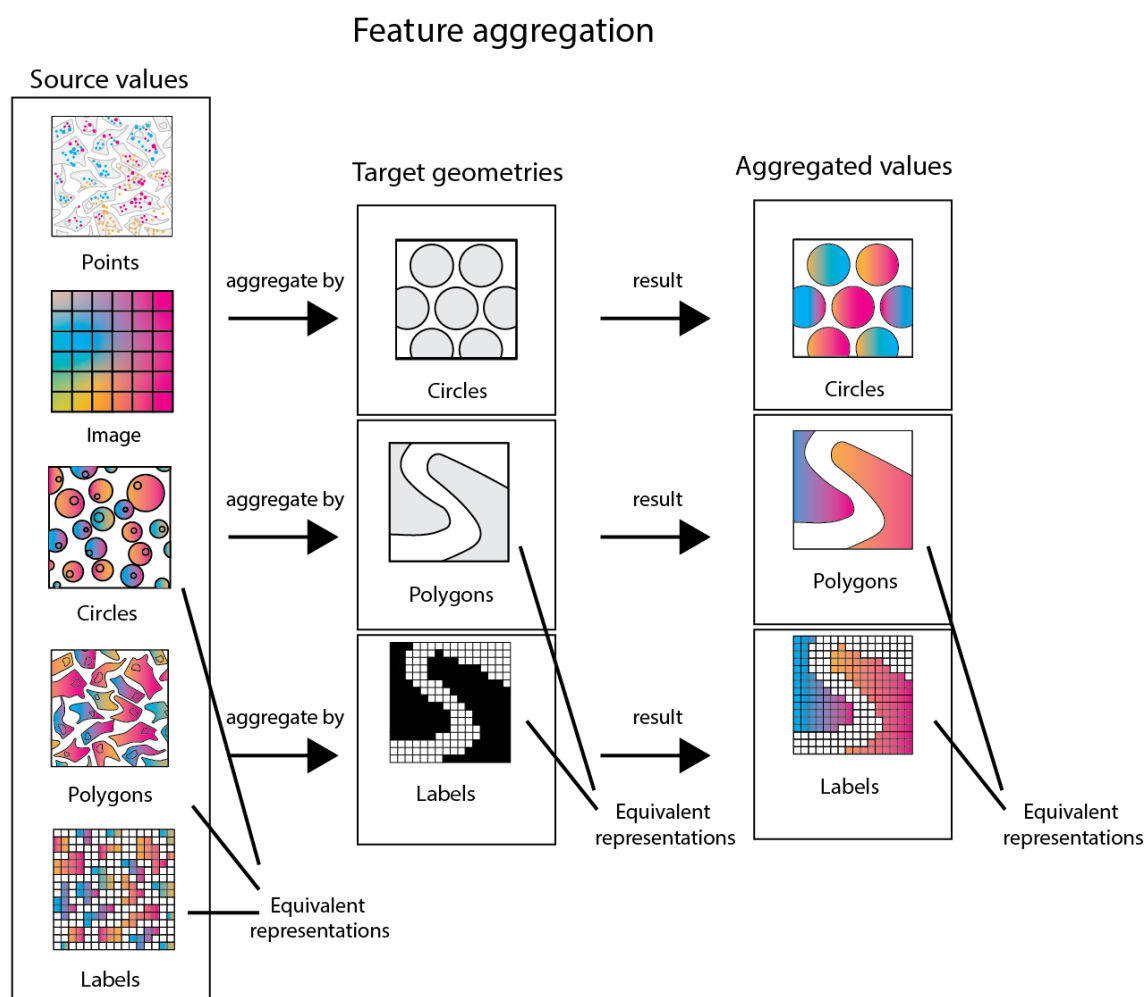 Feature aggregation
Source values
Points
Image
Circles
Polygons
Labels
Equivalent
representations
aggregate by
aggregate by
aggregate by
Target geometries
Circles
Polygons
Labels
Equivalent
representations
result
result
result
Aggregated values
Circles
Polygons
Labels
Equivalent
representations